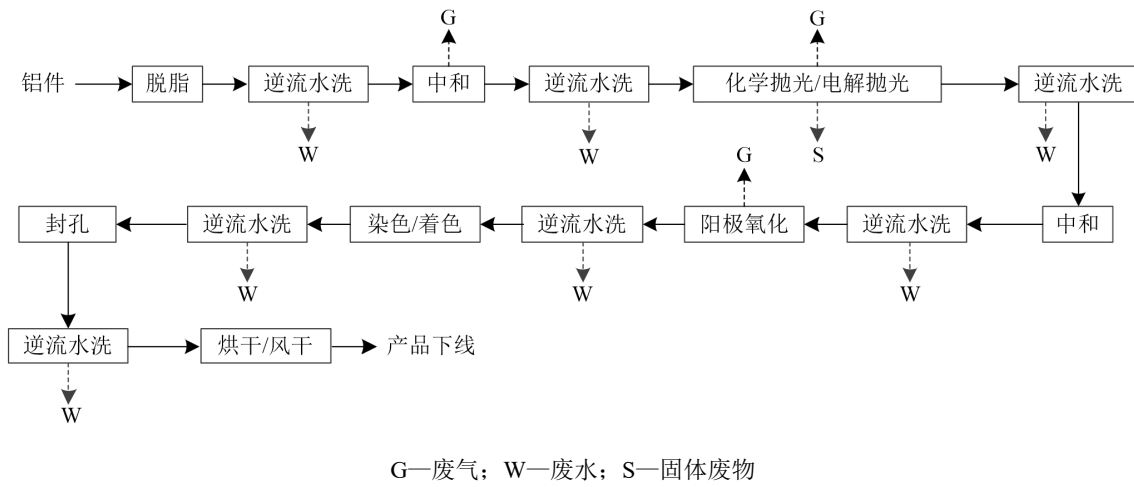 G G
铝件 脱脂 逆流水洗 中和 逆流水洗 化学抛光/电解抛光 逆流水洗
W W S W
G
封孔 逆流水洗 染色/着色 逆流水洗 阳极氧化 逆流水洗 中和
W W W
逆流水洗 烘干/风干 产品下线
W
G—废气；W—废水；S—固体废物